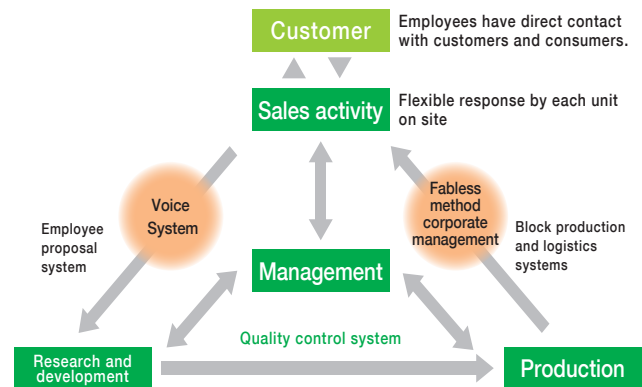 Customer
Employees have direct contact
with customers and consumers.
Sales activity
Flexible response by each unit
on site
Voice
System
Fabless
method
corporate
management
Employee
proposal
system
Block production
and logistics
systems
Management
Quality control system
Research and
development
Production